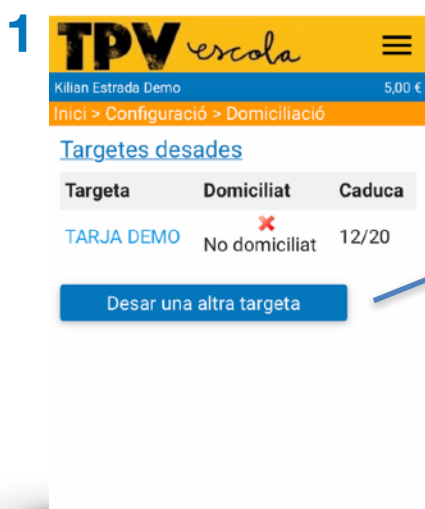 1
TPV escola
Kilian Estrada Demo 5,00 €
Inici > Configuració > Domiciliació
Targetes desades
Targeta Domiciliat Caduca
TARJA DEMO No domiciliat 12/20
Desar una altra targeta